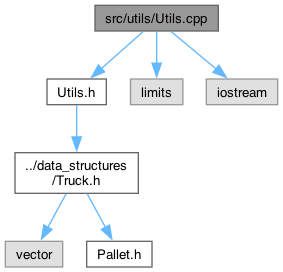 src/utils/Utils.cpp
Utils.h
limits
iostream
../data_structures
/Truck.h
vector
Pallet.h